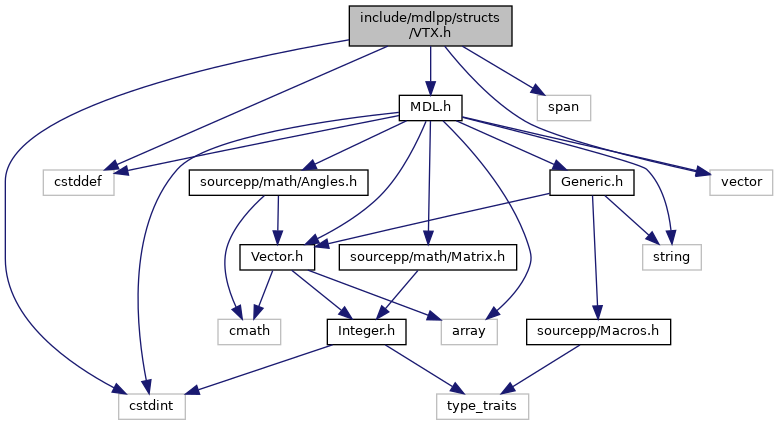 include/mdlpp/structs
/VTX.h
MDL.h
span
cstddef
sourcepp/math/Angles.h
Generic.h
vector
Vector.h
sourcepp/math/Matrix.h
string
cmath
Integer.h
array
sourcepp/Macros.h
cstdint
type_traits